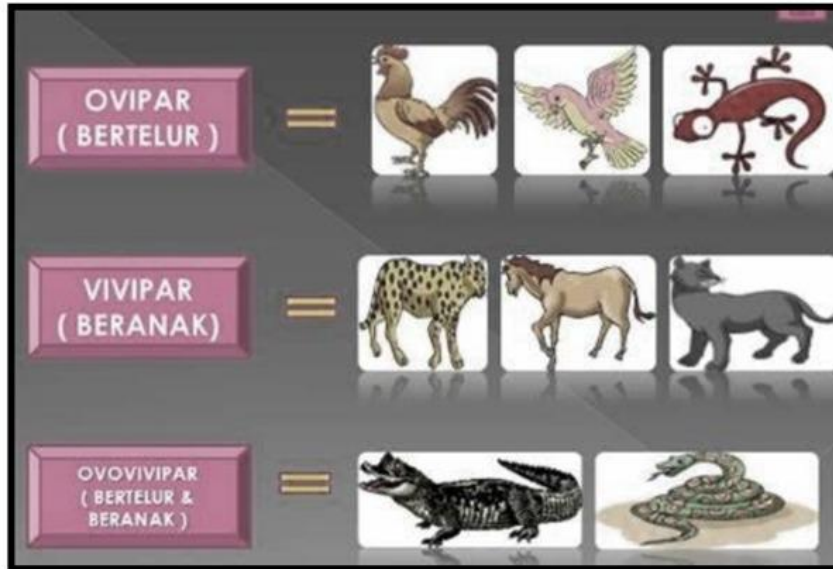 OVIPAR
( BERTELUR )
=
VIVIPAR
( BERANAK)
=
OVOVIVIPAR
( BERTELUR &
BERANAK )
=